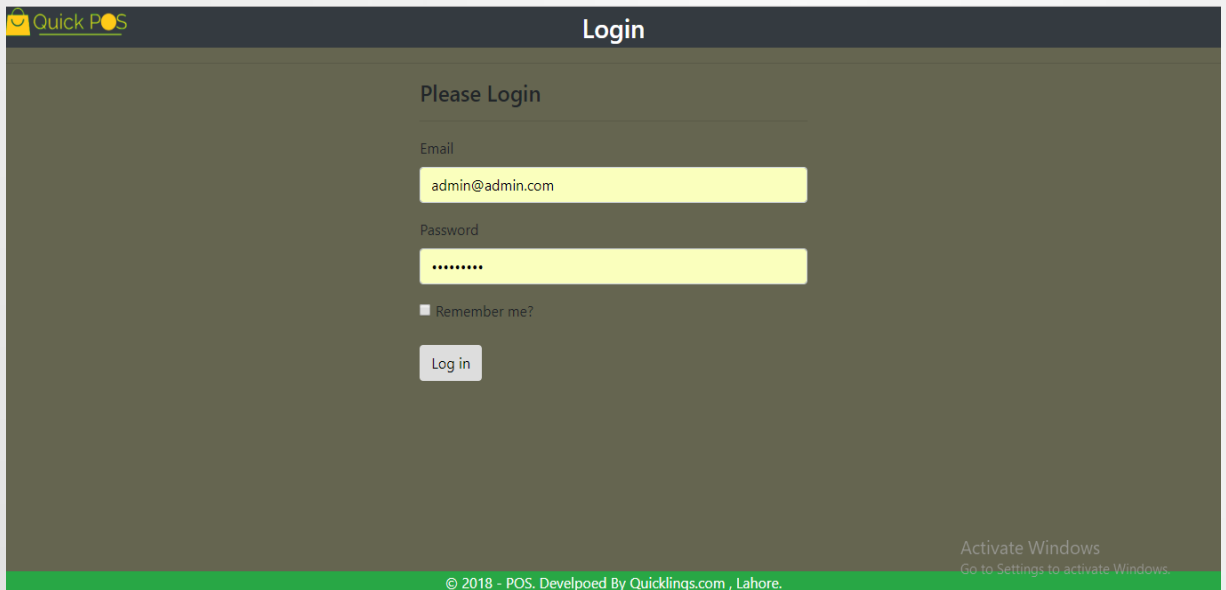 Quick POS
Login
Please Login
Email
admin@admin.com
Password
•••••••••
Remember me?
Log in
Activate Windows
Go to Settings to activate Windows.
© 2018 - POS. Develpoed By Quicklings.com , Lahore.